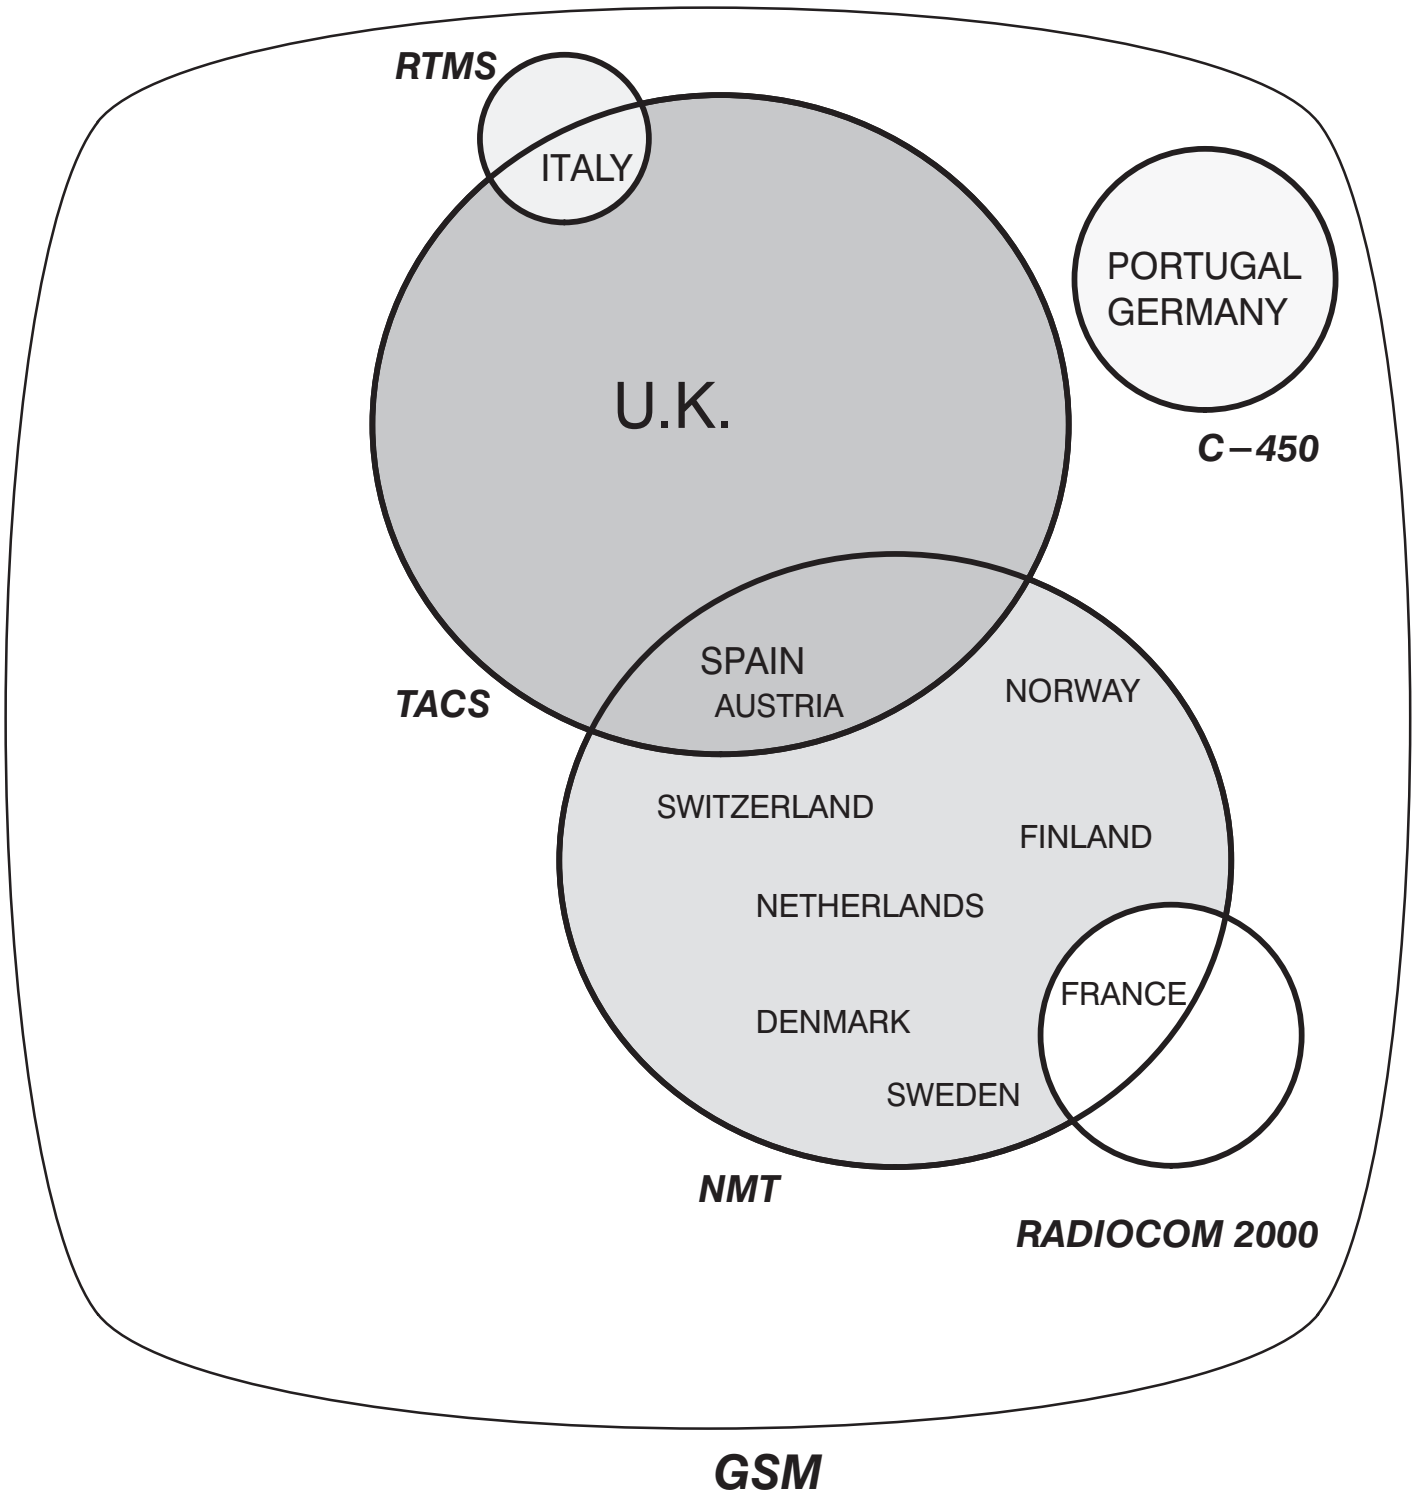 RTMS
ITALY
PORTUGAL
GERMANY
U.K.
C–450
SPAIN
NORWAY
TACS
AUSTRIA
SWITZERLAND
FINLAND
NETHERLANDS
FRANCE
DENMARK
SWEDEN
NMT
RADIOCOM 2000
GSM